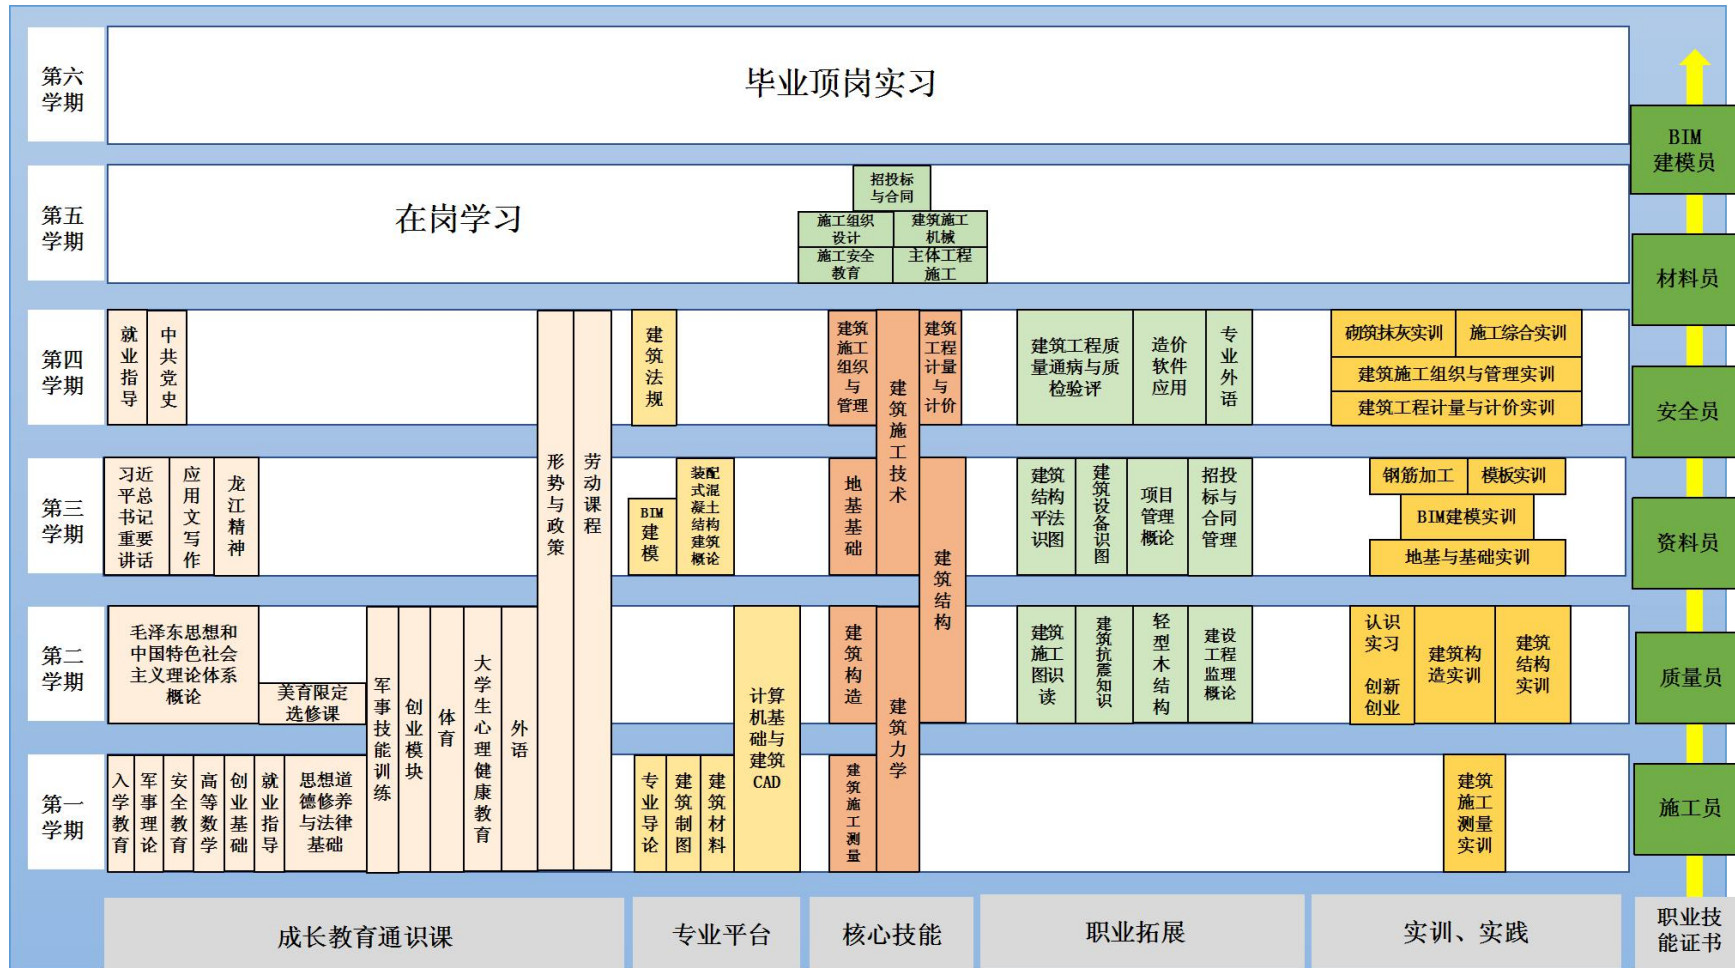 第六
学期
毕业顶岗实习
BIM
建模员
第五
学期
在岗学习
招投标
与合同
施工组织
设计
建筑施工
机械
施工安全
教育
主体工程
施工
材料员
第四
学期
就业指导
中共党史
形势与政策
劳动课程
建筑法规
建筑
施工
组织
与
管理
建筑施工技术
建筑
工程
计量
与
计价
建筑工程质
量通病与质
检验评
造价
软件
应用
专业外语
砌筑抹灰实训
施工综合实训
建筑施工组织与管理实训
建筑工程计量与计价实训
安全员
第三
学期
习近
平总
书记
重要
讲话
应用文写作
龙江精神
BIM
建
模
装配
式混
凝土
结构
建筑
概论
地基基础
建筑结构
建筑
结构
平法
识图
建筑设备识图
项目
管理
概论
招投
标与
合同
管理
钢筋加工
模板实训
BIM建模实训
地基与基础实训
资料员
第二
学期
毛泽东思想和
中国特色社会
主义理论体系
概论
美育限定
选修课
军事技能训练
创业模块
体育
大学生心理健康教育
外语
计算
机基
础与
建筑
CAD
建筑构造
建筑力学
建筑
施工
图识
读
建筑抗震知识
轻型木结构
建设
工程
监理
概论
认识
实习
创新
创业
建筑构
造实训
建筑
结构
实训
质量员
第一
学期
入学教育
军事理论
安全教育
高等数学
创业基础
就业指导
思想道
德修养
与法律
基础
专业导论
建筑制图
建筑材料
建筑施工测量
建筑
施工
测量
实训
施工员
成长教育通识课
专业平台
核心技能
职业拓展
实训、实践
职业技
能证书